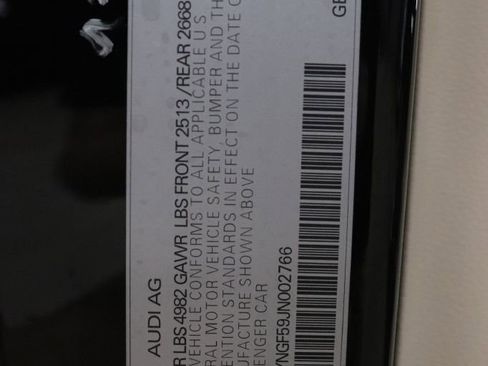 GE
AUDI AG
R LBS 4982 GAWR LBS FRONT 2513 / REAR 2668
VEHICLE CONFORMS TO ALL APPLICABLE U S
RAL MOTOR VEHICLE SAFETY, BUMPER AND TH
ENTION STANDARDS IN EFFECT ON THE DATE O
UFACTURE SHOWN ABOVE
ENGER CAR
YNGF59JN002766